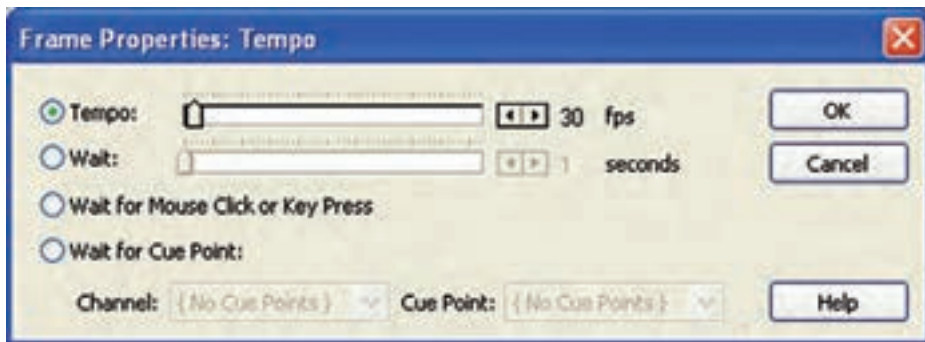 Frame Properties: Tempo
Tempo: 30 fps OK
Wait: 1 seconds Cancel
Wait for Mouse Click or Key Press
Wait for Cue Point:
Channel: { No Cue Points } Cue Point: { No Cue Points } Help